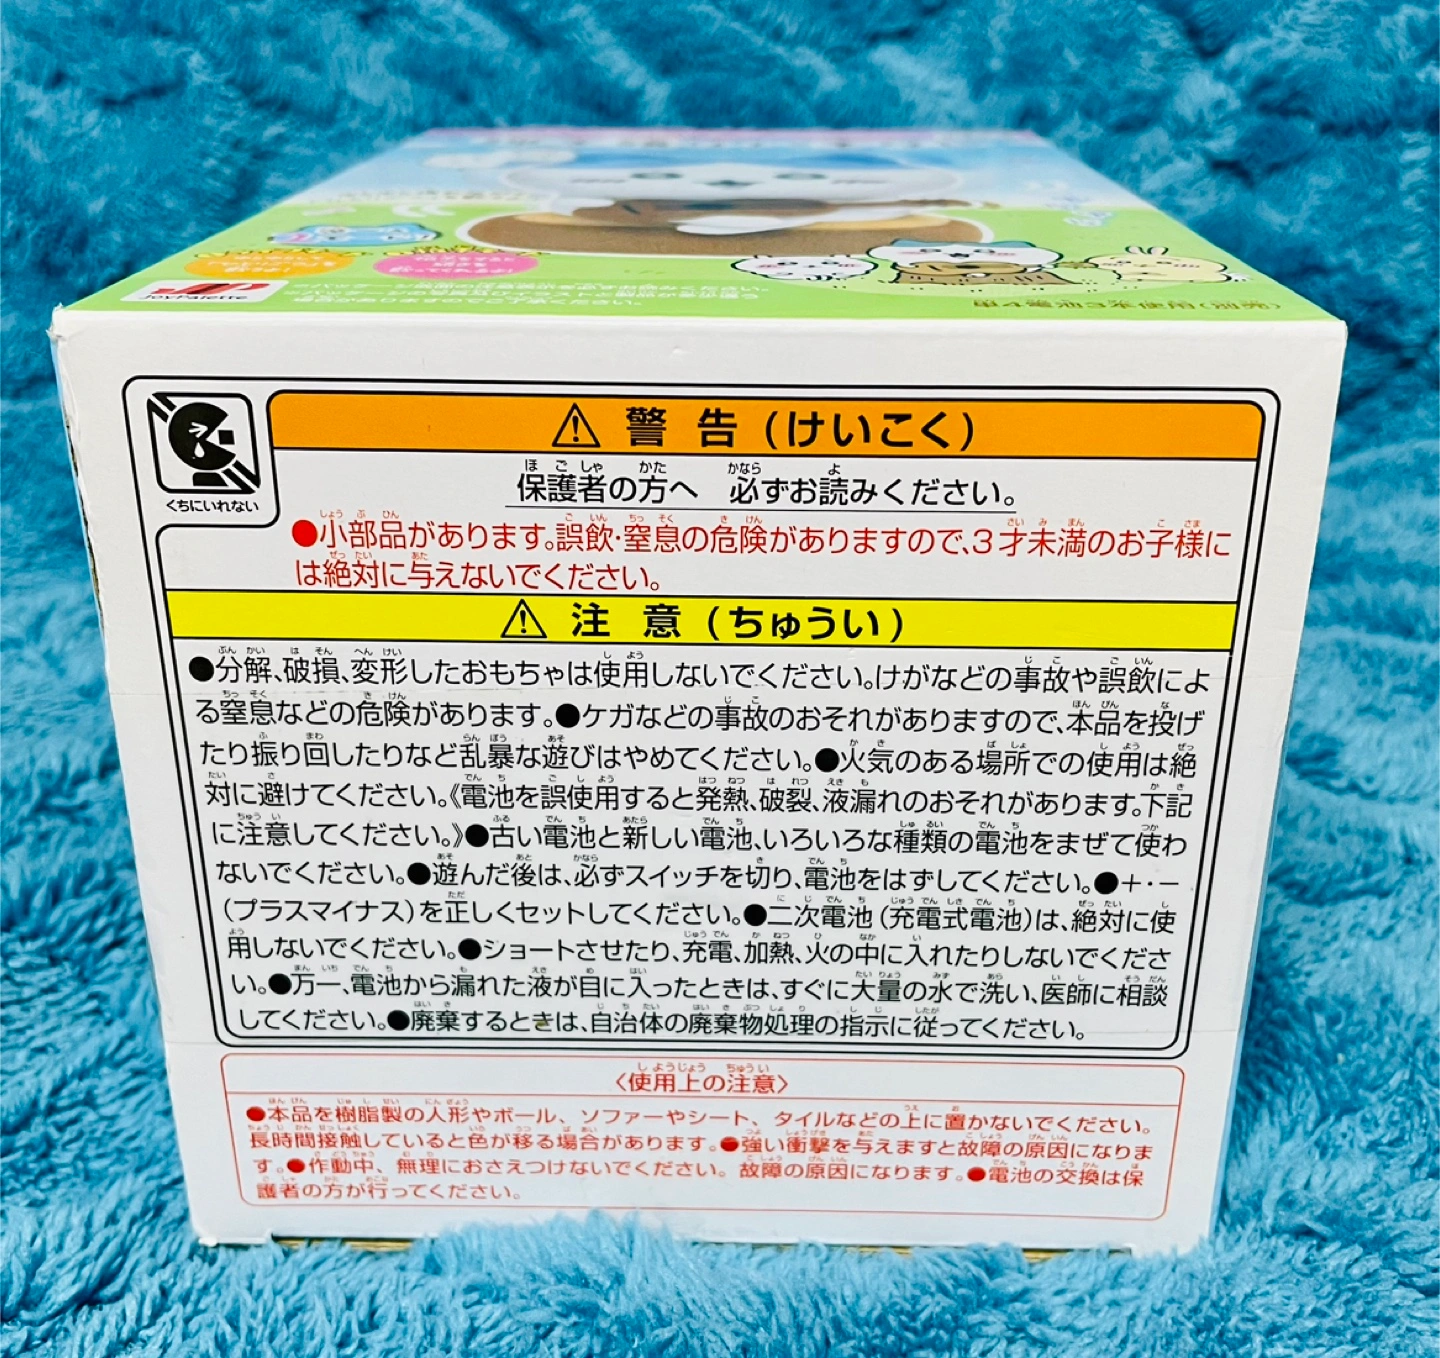 JoyPalette
単4電池3本使用(別売)
くちにいれない
警告(けいこく)
保護者の方へ 必ずお読みください。
●小部品があります。誤飲・窒息の危険がありますので、3才未満のお子様に
は絶対に与えないでください。
注意(ちゅうい)
●分解、破損、変形したおもちゃは使用しないでください。けがなどの事故や誤飲によ
る窒息などの危険があります。●ケガなどの事故のおそれがありますので、本品を投げ
たり振り回したりなど乱暴な遊びはやめてください。●火気のある場所での使用は絶
対に避けてください。《電池を誤使用すると発熱、破裂、液漏れのおそれがあります。下記
に注意してください。》●古い電池と新しい電池、いろいろな種類の電池をまぜて使わ
ないでください。●遊んだ後は、必ずスイッチを切り、電池をはずしてください。●＋・－
(プラスマイナス)を正しくセットしてください。●二次電池(充電式電池)は、絶対に使
用しないでください。●ショートさせたり、充電、加熱、火の中に入れたりしないでくださ
い。●万一、電池から漏れた液が目に入ったときは、すぐに大量の水で洗い、医師に相談
してください。●廃棄するときは、自治体の廃棄物処理の指示に従ってください。
〈使用上の注意〉
●本品を樹脂製の人形やボール、ソファーやシート、タイルなどの上に置かないでください。
長時間接触していると色が移る場合があります。●強い衝撃を与えますと故障の原因になりま
す。●作動中、無理におさえつけないでください。故障の原因になります。●電池の交換は保
護者の方が行ってください。